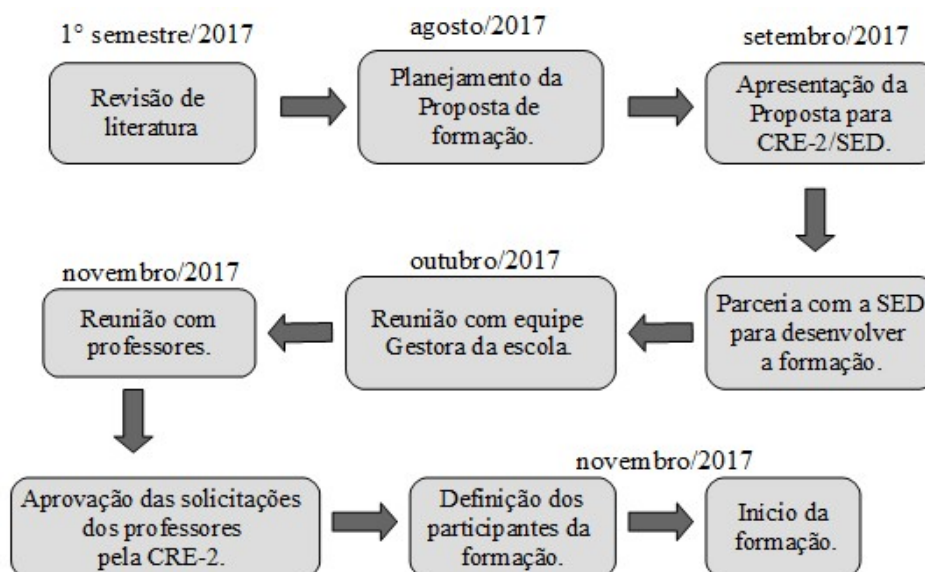 1° semestre/2017
Revisão de
literatura
agosto/2017
Planejamento da
Proposta de
formação.
setembro/2017
Apresentação da
Proposta para
CRE-2/SED.
Parceria com a SED
para desenvolver
a formação.
outubro/2017
Reunião com equipe
Gestora da escola.
novembro/2017
Reunião com
professores.
Aprovação das solicitações
dos professores
pela CRE-2.
novembro/2017
Definição dos
participantes da
formação.
Inicio da
formação.